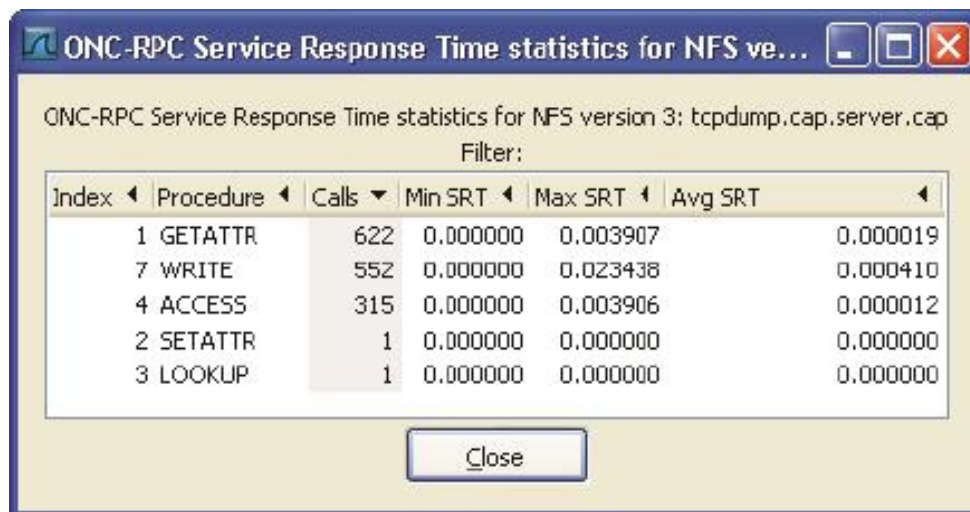 ONC-RPC Service Response Time statistics for NFS ve...
ONC-RPC Service Response Time statistics for NFS version 3: tcpdump.cap.server.cap
Filter:
Index Procedure Calls Min SRT Max SRT Avg SRT
1 GETATTR 622 0.000000 0.003907 0.000019
7 WRITE 552 0.000000 0.023438 0.000410
4 ACCESS 315 0.000000 0.003906 0.000012
2 SETATTR 1 0.000000 0.000000 0.000000
3 LOOKUP 1 0.000000 0.000000 0.000000
Close